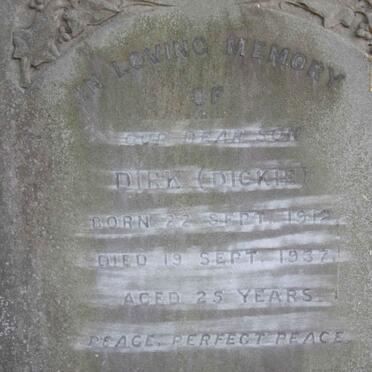 IN LOVING MEMORY
OF
OUR DEAR SON
DIRK (DICKIE)
BORN 22 SEPT. 1912.
DIED 19 SEPT. 1937.
AGED 25 YEARS.
PEACE, PERFECT PEACE